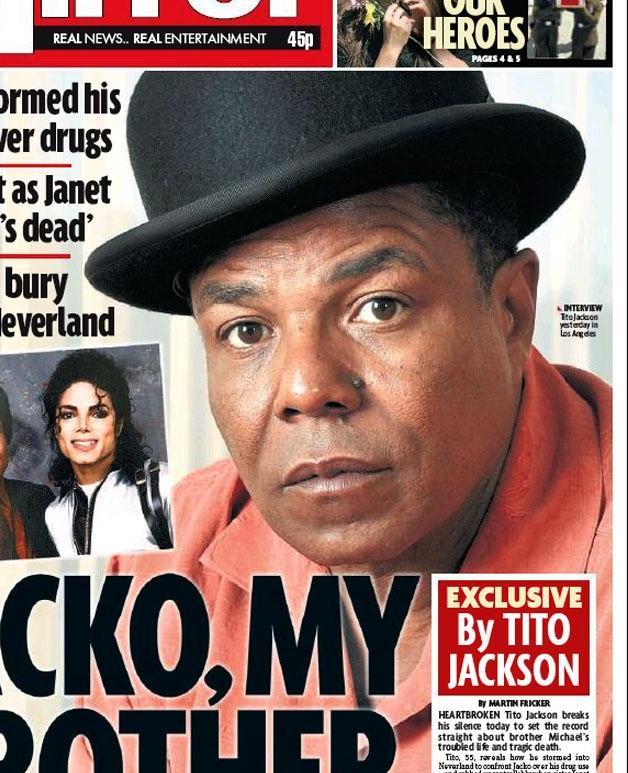 REAL NEWS.. REAL ENTERTAINMENT 45p
OUR
HEROES
PAGES 4 & 5
ormed his
ver drugs
t as Janet
's dead'
bury
leverland
INTERVIEW
Tito Jackson
yesterday in
Los Angeles
CKO, MY
ROTHER
EXCLUSIVE
By TITO
JACKSON
By MARTIN FRICKER
HEARTBROKEN Tito Jackson breaks
his silence today to set the record
straight about brother Michael's
troubled life and tragic death.
Tito, 55, reveals how he stormed into
Neverland to confront Jacko over his drug use